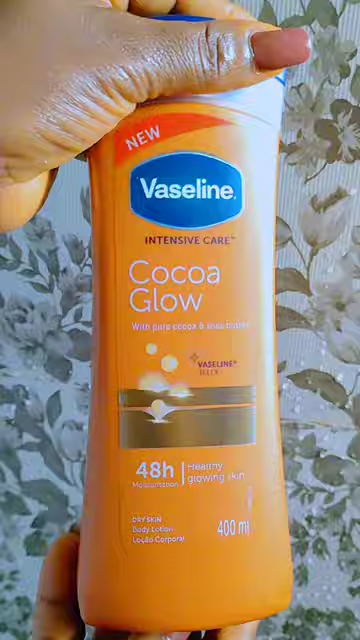 NEW
Vaseline.
INTENSIVE CARE™
Cocoa
Glow
With pure cocoa & shea butter
VASELINE®
JELLY
48h
Moisturization
Healthy
glowing skin
DRY SKIN
Body Lotion
Loção Corporal
400 ml